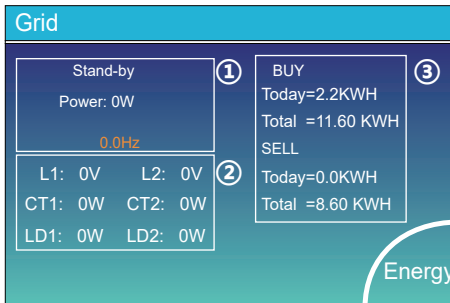 Grid
Stand-by
Power: 0W
0.0Hz
①
L1: 0V L2: 0V
CT1: 0W CT2: 0W
LD1: 0W LD2: 0W
②
BUY
Today=2.2KWH
Total =11.60 KWH
SELL
Today=0.0KWH
Total =8.60 KWH
③
Energy